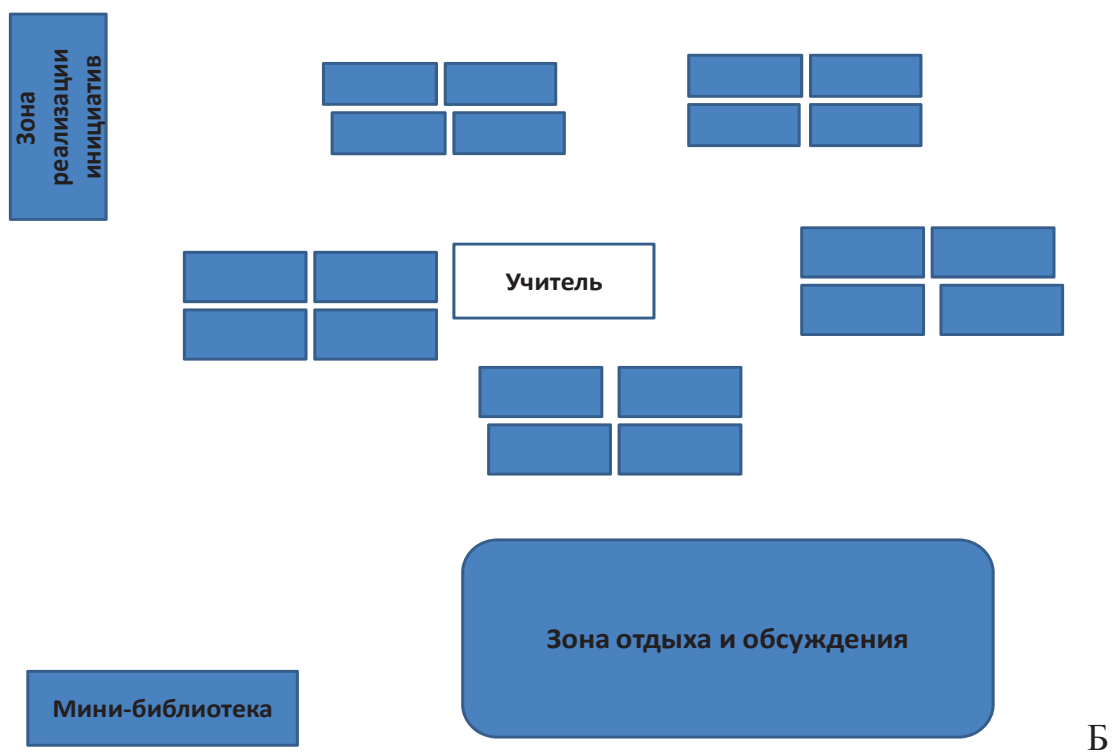 Зона
реализации
инициатив
Учитель
Зона отдыха и обсуждения
Мини-библиотека
Б